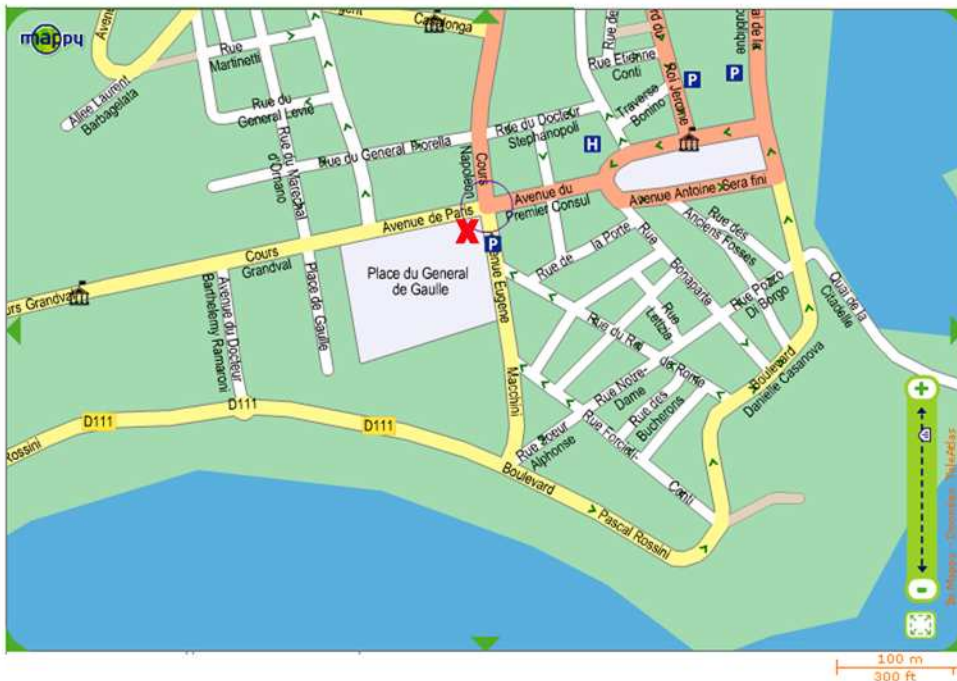 mappy
Catalonga
Rue
Martinetti
Allee Laurent
Barbagelata
Rue du
General Levie
Rue du Marechal
d'Ornano
Rue du General Fiorella
Rue du Docteur
Stephanopoli
Rue Etienne
Conti
Traverse
Bonino
Roi Jerome
P
P
H
Cours
Napoleon
Avenue du
Premier Consul
Avenue Antoine Serafini
Avenue de Paris
X
P
Cours
Grandval
Cours Grandval
Place du General
de Gaulle
Place de Gaulle
Avenue du Docteur
Barthelemy Ramaroni
Avenue Eugene
Macchini
Rue de la Porte
Rue
Bonaparte
Rue des
Anciens Fosses
Rue Pozzo
Di Borgo
Quai de la
Citadelle
Rue
Letizia
Rue du Roi de Rome
Rue Notre-
Dame
Rue des
Bucherons
Rue Forcioli-
Conti
Rue Soeur
Alphonse
Boulevard
Danielle Casanova
D111
D111
D111
Rossini
Boulevard
Pascal Rossini
100 m
300 ft